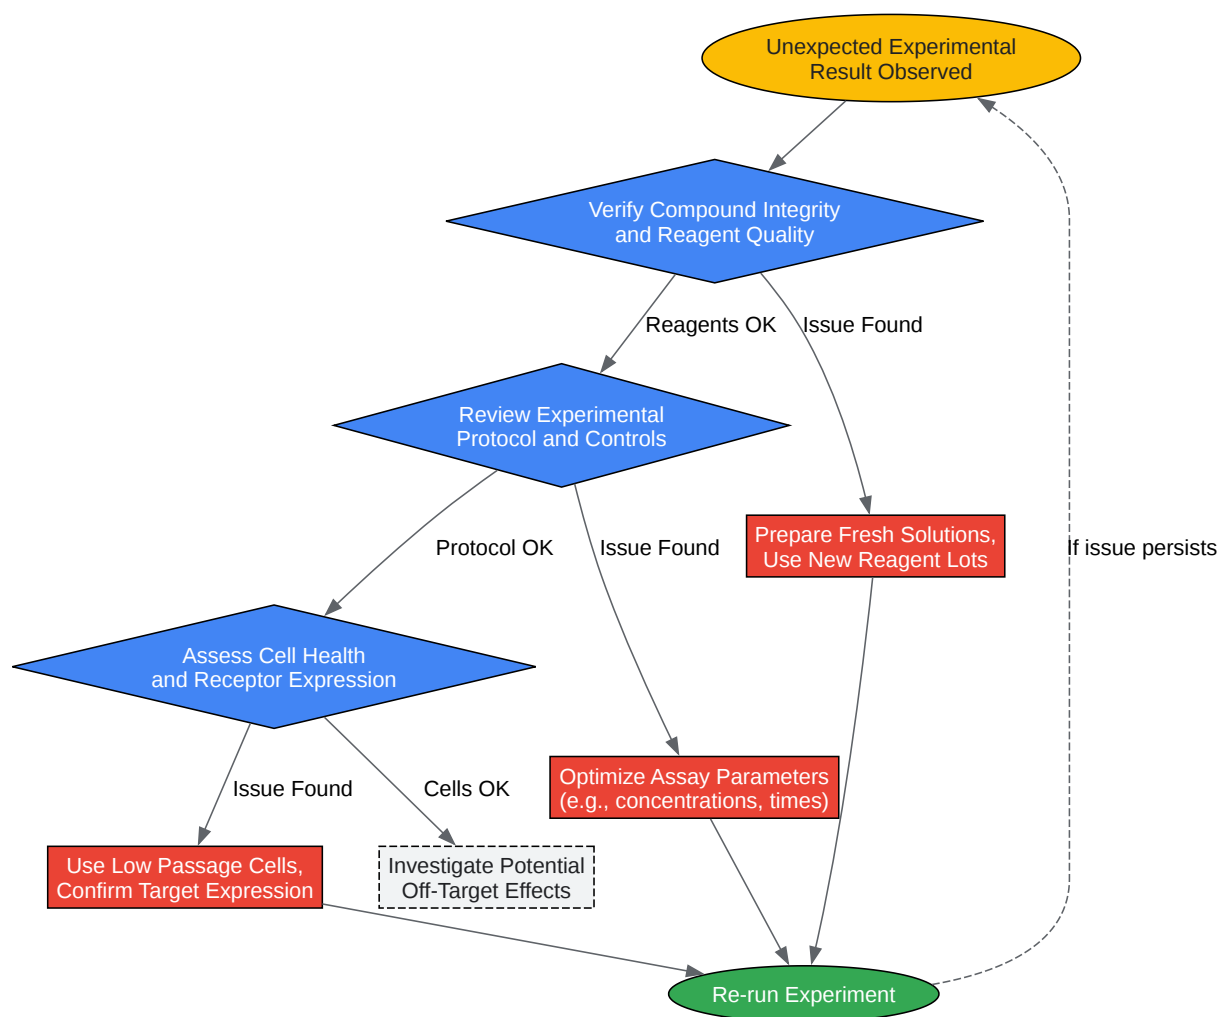 Unexpected Experimental
Result Observed
Verify Compound Integrity
and Reagent Quality
Reagents OK
Issue Found
Review Experimental
Protocol and Controls
Protocol OK
Issue Found
Prepare Fresh Solutions,
Use New Reagent Lots
If issue persists
Assess Cell Health
and Receptor Expression
Issue Found
Cells OK
Optimize Assay Parameters
(e.g., concentrations, times)
Use Low Passage Cells,
Confirm Target Expression
Investigate Potential
Off-Target Effects
Re-run Experiment